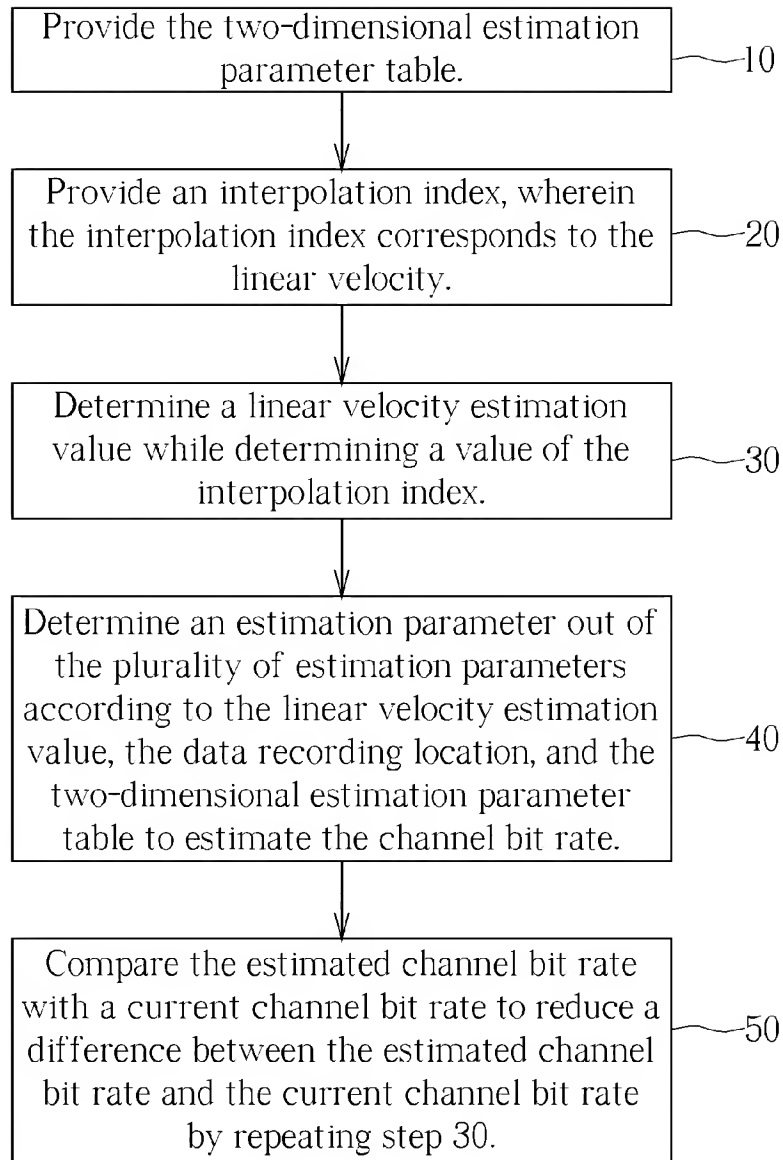 Provide the two-dimensional estimation
parameter table.
10
Provide an interpolation index, wherein
the interpolation index corresponds to the
linear velocity.
20
Determine a linear velocity estimation
value while determining a value of the
interpolation index.
30
Determine an estimation parameter out of
the plurality of estimation parameters
according to the linear velocity estimation
value, the data recording location, and the
two-dimensional estimation parameter
table to estimate the channel bit rate.
40
Compare the estimated channel bit rate
with a current channel bit rate to reduce a
difference between the estimated channel
bit rate and the current channel bit rate
by repeating step 30.
50